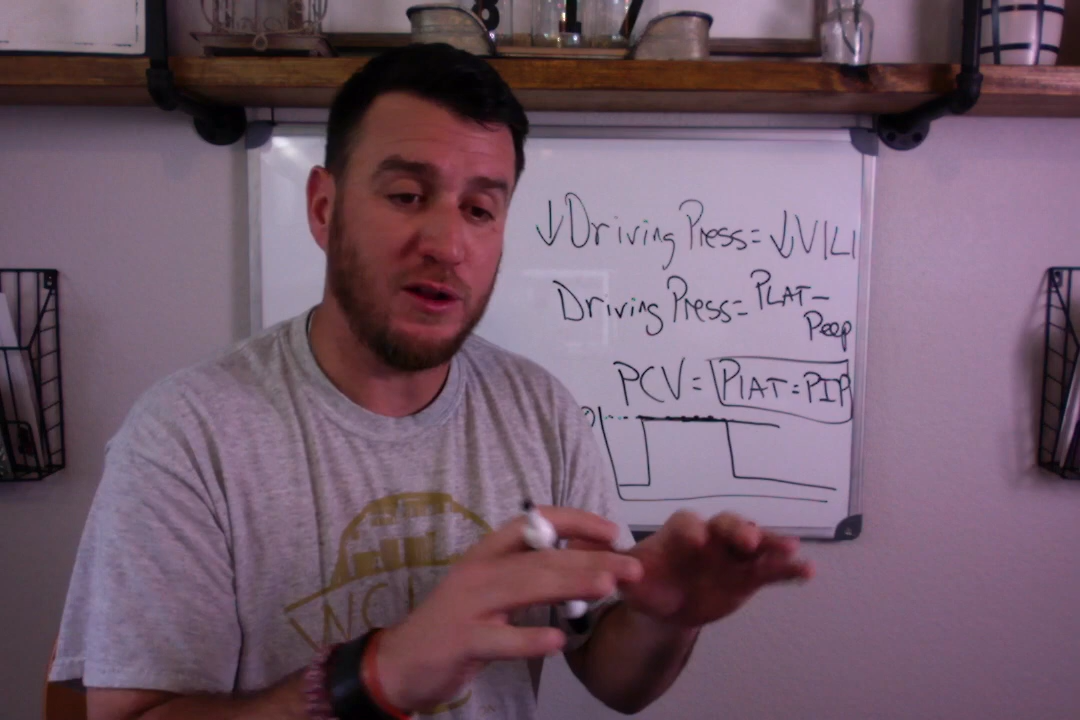 ↓Driving Press= ↓VILI
Driving Press= PLAT-
Peep
PCV= PLAT=PIP